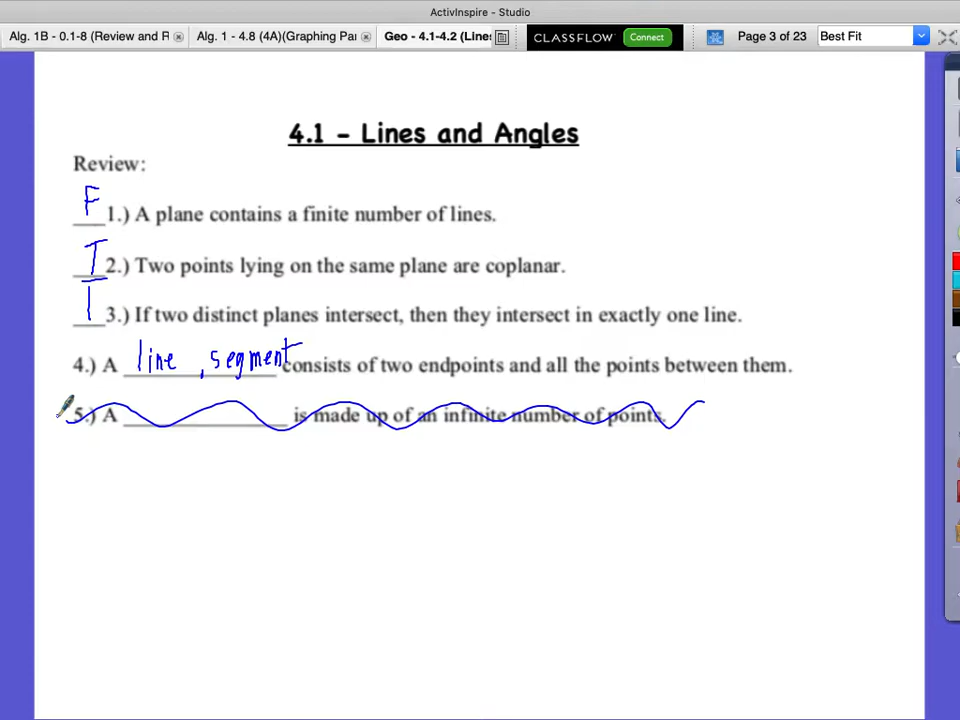 ActivInspire - Studio
Alg. 1B - 0.1-8 (Review and R Alg. 1 - 4.8 (4A)(Graphing Par Geo - 4.1-4.2 (Lines CLASSFLOW Connect Page 3 of 23 Best Fit
4.1 - Lines and Angles
Review:
F 1.) A plane contains a finite number of lines.
T 2.) Two points lying on the same plane are coplanar.
T 3.) If two distinct planes intersect, then they intersect in exactly one line.
4.) A line segment consists of two endpoints and all the points between them.
5.) A ______________ is made up of an infinite number of points.